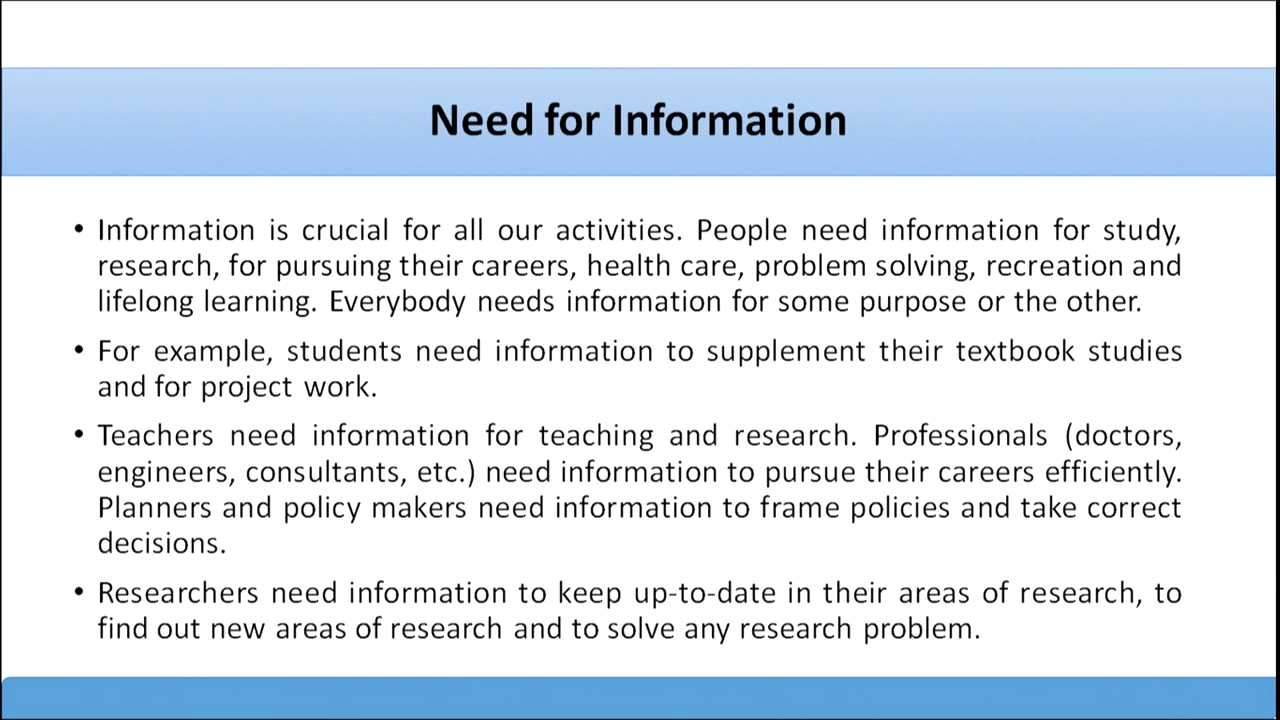 Need for Information
• Information is crucial for all our activities. People need information for study,
research, for pursuing their careers, health care, problem solving, recreation and
lifelong learning. Everybody needs information for some purpose or the other.
• For example, students need information to supplement their textbook studies
and for project work.
• Teachers need information for teaching and research. Professionals (doctors,
engineers, consultants, etc.) need information to pursue their careers efficiently.
Planners and policy makers need information to frame policies and take correct
decisions.
• Researchers need information to keep up-to-date in their areas of research, to
find out new areas of research and to solve any research problem.